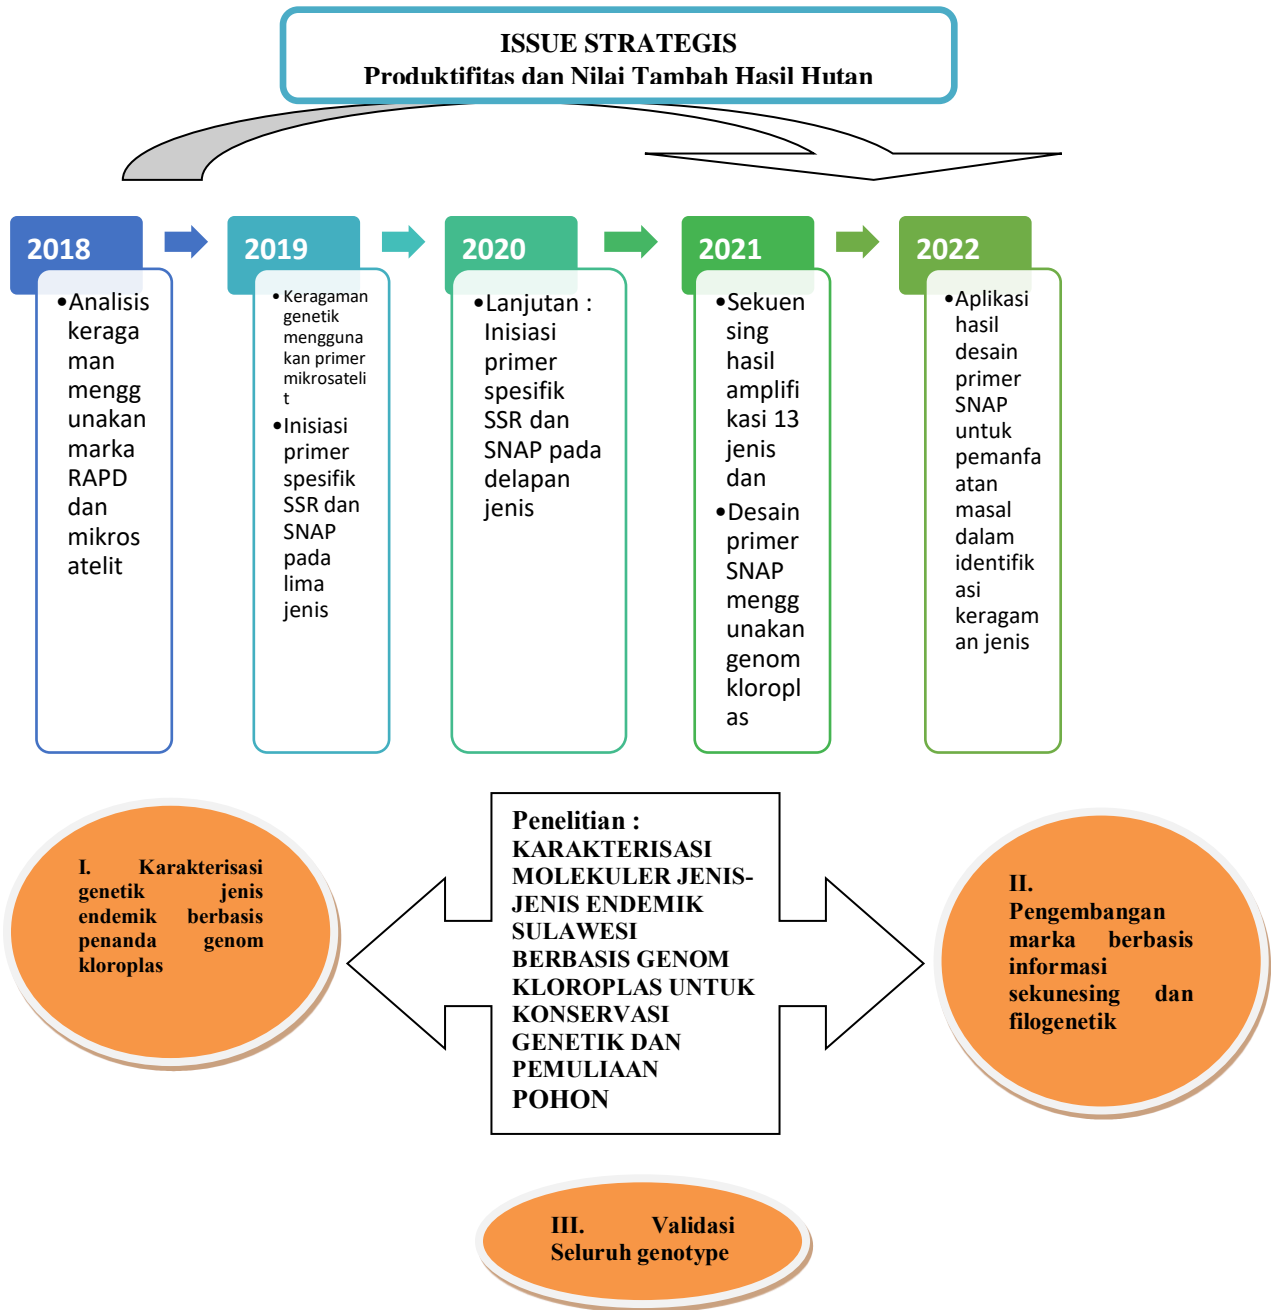 ISSUE STRATEGIS
Produktifitas dan Nilai Tambah Hasil Hutan
2018
•Analisis
keraga
man
mengg
unakan
marka
RAPD
dan
mikros
atelit
2019
•Keragaman
genetik
mengguna
kan primer
mikrosateli
t
•Inisiasi
primer
spesifik
SSR dan
SNAP
pada
lima
jenis
2020
•Lanjutan :
Inisiasi
primer
spesifik
SSR dan
SNAP pada
delapan
jenis
2021
•Sekuen
sing
hasil
amplifi
kasi 13
jenis
dan
•Desain
primer
SNAP
mengg
unakan
genom
kloropl
as
2022
•Aplikasi
hasil
desain
primer
SNAP
untuk
pemanfa
atan
masal
dalam
identifik
asi
keragam
an jenis
I. Karakterisasi
genetik jenis
endemik berbasis
penanda genom
kloroplas
Penelitian :
KARAKTERISASI
MOLEKULER JENIS-
JENIS ENDEMIK
SULAWESI
BERBASIS GENOM
KLOROPLAS UNTUK
KONSERVASI
GENETIK DAN
PEMULIAAN
POHON
II.
Pengembangan
marka berbasis
informasi
sekunesing dan
filogenetik
III. Validasi
Seluruh genotype